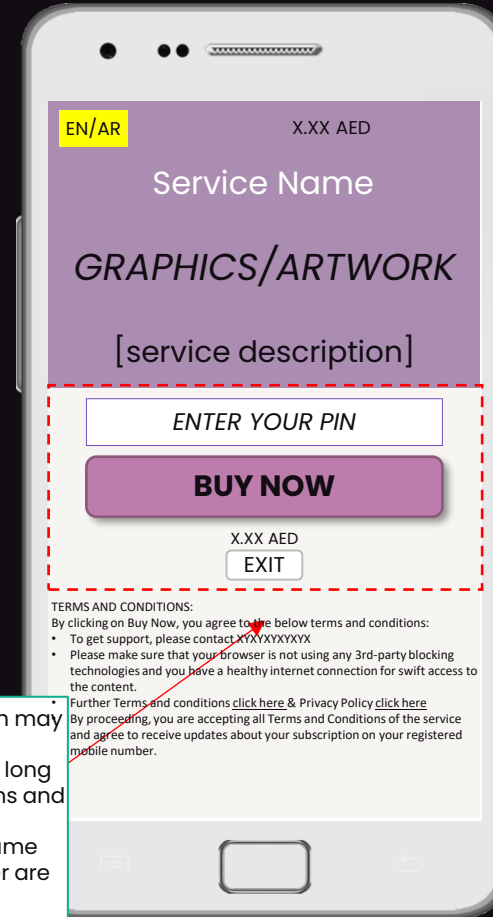 EN/AR
X.XX AED
Service Name
GRAPHICS/ARTWORK
[service description]
ENTER YOUR PIN
BUY NOW
X.XX AED
EXIT
TERMS AND CONDITIONS:
By clicking on Buy Now, you agree to the below terms and conditions:
• To get support, please contact XYXYXYXYXYX
• Please make sure that your browser is not using any 3rd-party blocking
technologies and you have a healthy internet connection for swift access to
the content.
• Further Terms and conditions click here & Privacy Policy click here
By proceeding, you are accepting all Terms and Conditions of the service
and agree to receive updates about your subscription on your registered
mobile number.
may
long
and
are